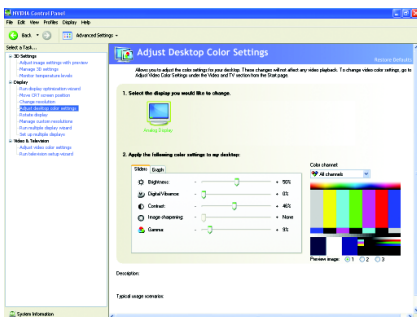 NVIDIA Control Panel
File Edit View Profiles Display Help
Back
Advanced Settings
Select a Task...
3D Settings
Adjust image settings with preview
Manage 3D settings
Monitor temperature levels
Display
Run display optimization wizard
Move CRT screen position
Change resolution
Adjust desktop color settings
Rotate display
Manage custom resolutions
Run multiple display wizard
Set up multiple displays
Video & Television
Adjust video color settings
Run television setup wizard
System Information
Adjust Desktop Color Settings
Restore Defaults
Allows you to adjust the color settings for your desktop. These changes will not affect any video playback. To change video color settings, go to
Adjust Video Color Settings under the Video and TV section from the Start page.
1. Select the display you would like to change.
Analog Display
2. Apply the following color settings to my desktop:
Sliders Graph
Brightness: - + 50%
Digital Vibrance: - + 0%
Contrast: - + 46%
Image sharpening: - + None
Gamma: - + 9%
Color channel:
All channels
Preview image: 1 2 3
Description:
Typical usage scenarios: